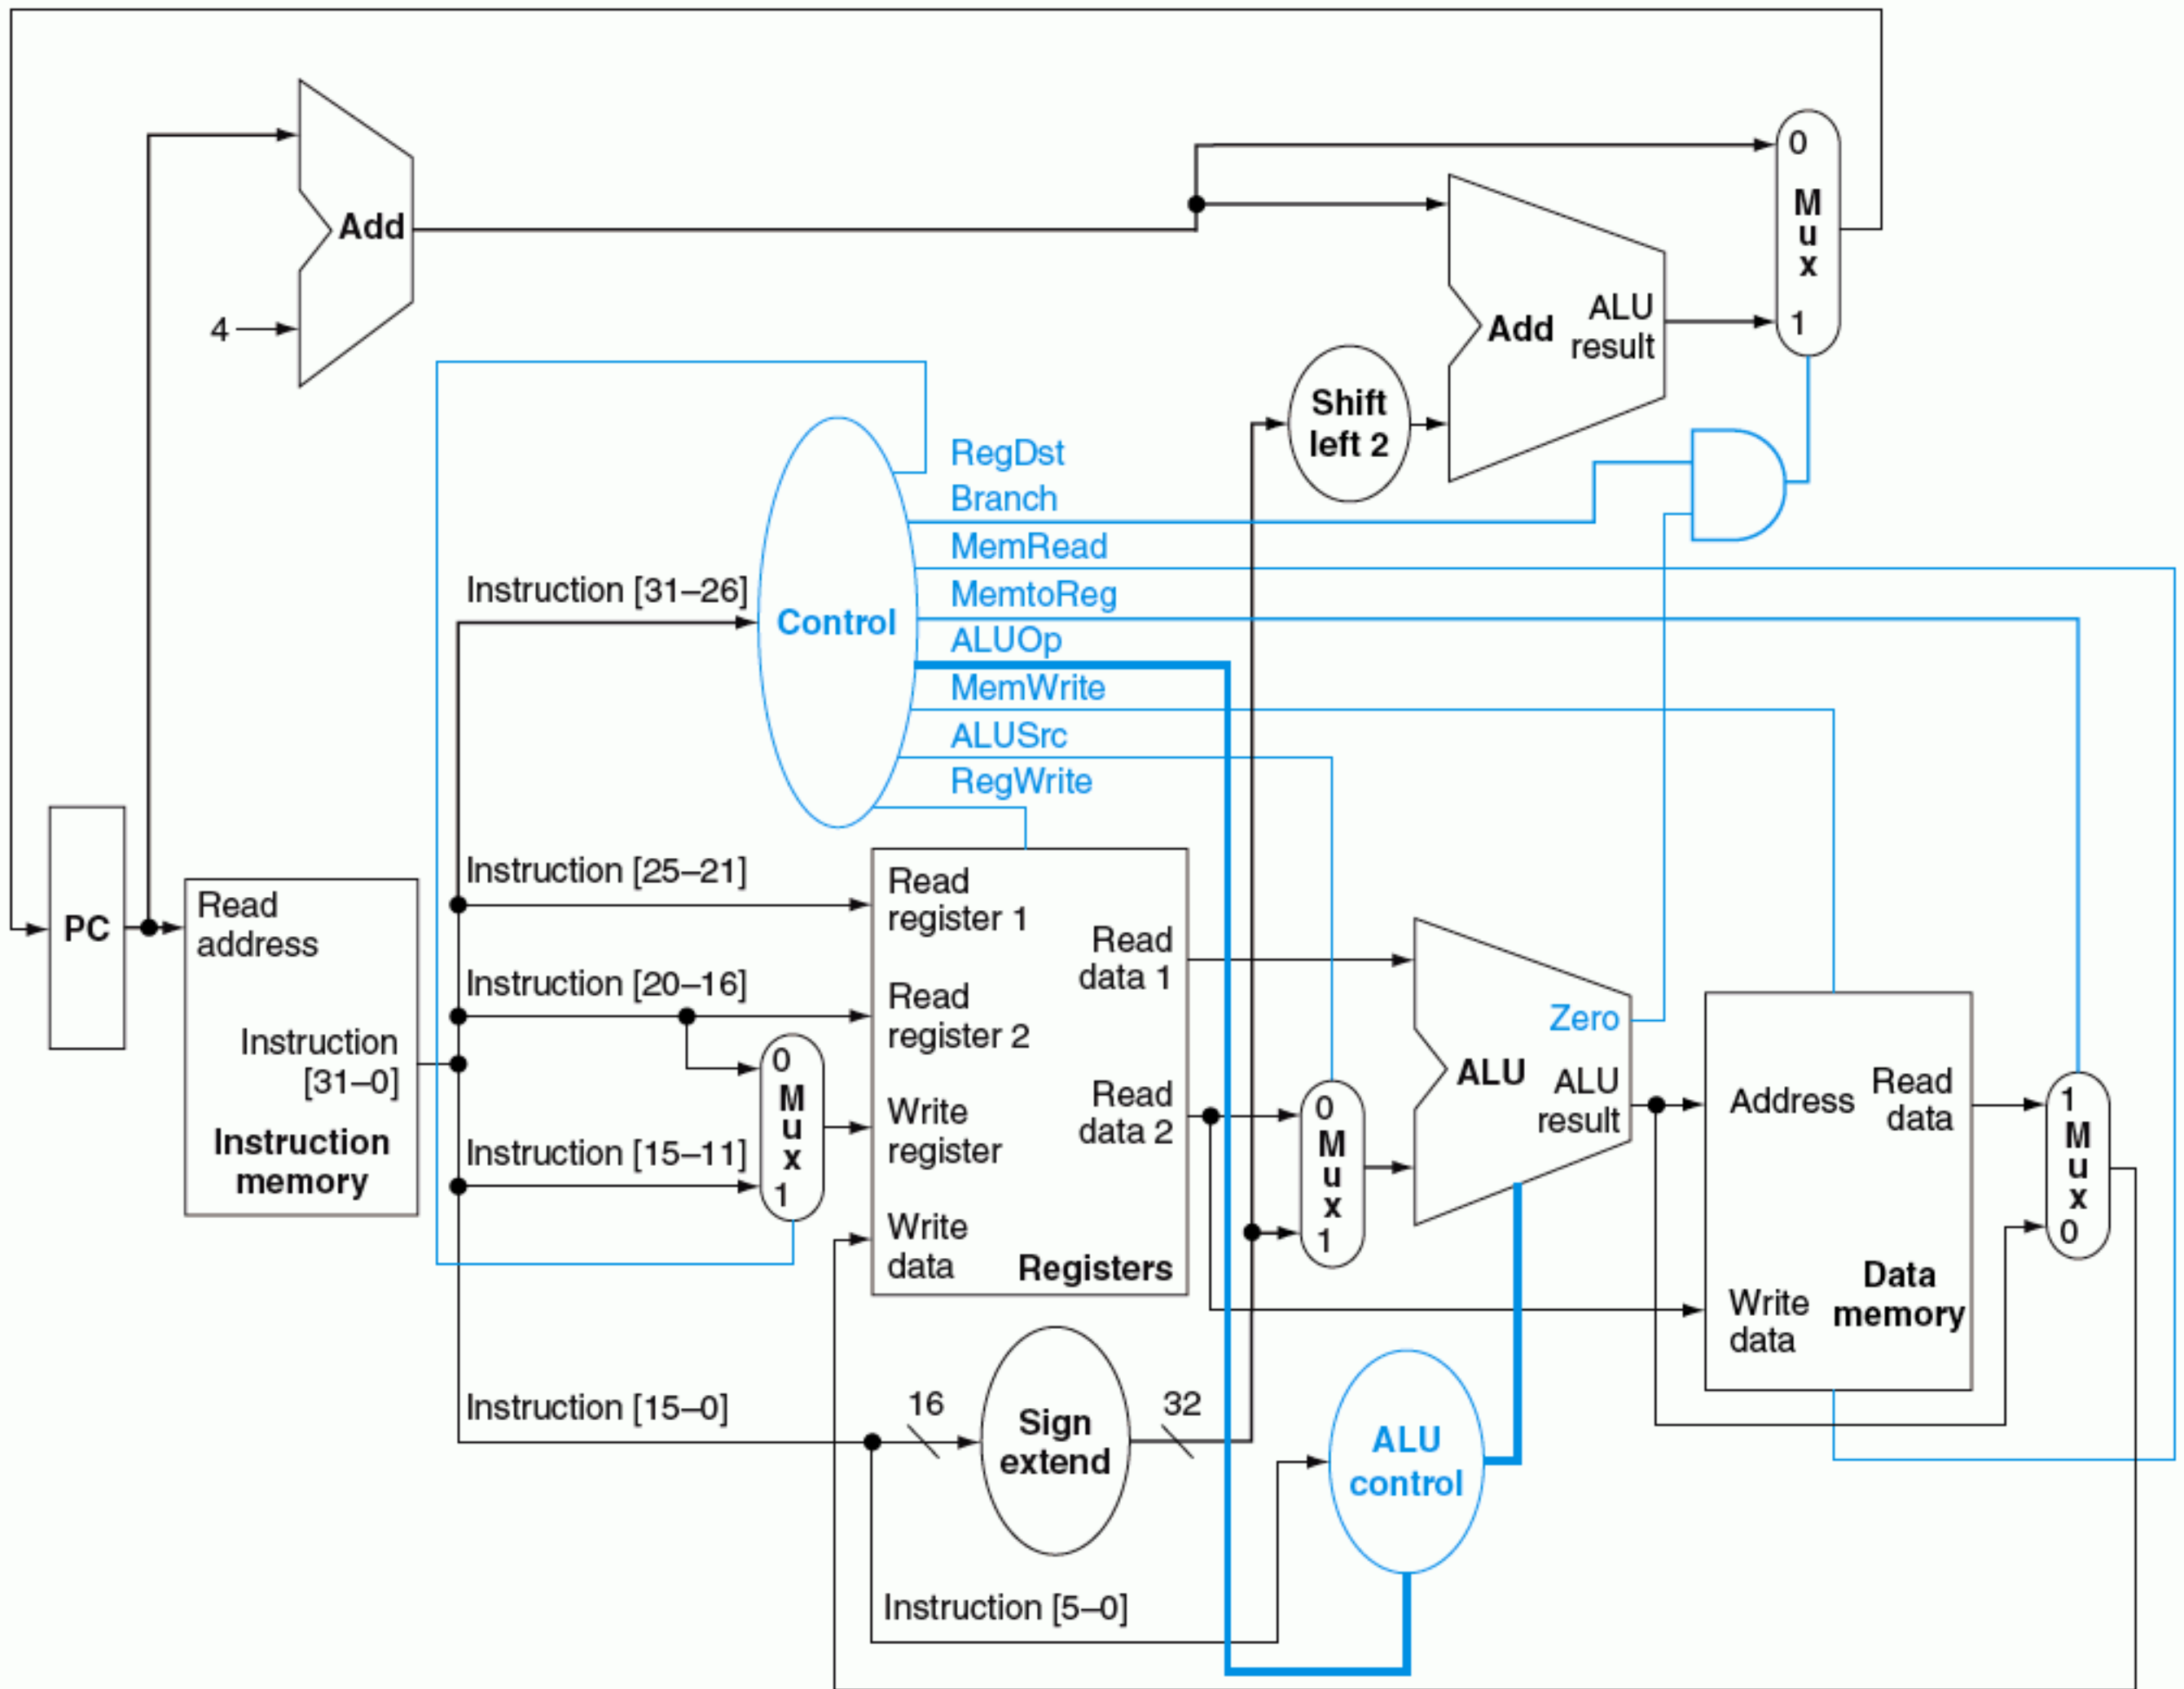 0
M
u
x
1
Add
4
Add
ALU
result
Shift
left 2
RegDst
Branch
MemRead
MemtoReg
ALUOp
MemWrite
ALUSrc
RegWrite
Control
Instruction [31–26]
Instruction [25–21]
Instruction [20–16]
Instruction [15–11]
Instruction [15–0]
Instruction [5–0]
PC
Read
address
Instruction
[31–0]
Instruction
memory
0
M
u
x
1
Read
register 1
Read
register 2
Write
register
Write
data
Read
data 1
Read
data 2
Registers
0
M
u
x
1
Zero
ALU
ALU
result
Address
Read
data
Write
data
Data
memory
1
M
u
x
0
16
Sign
extend
32
ALU
control